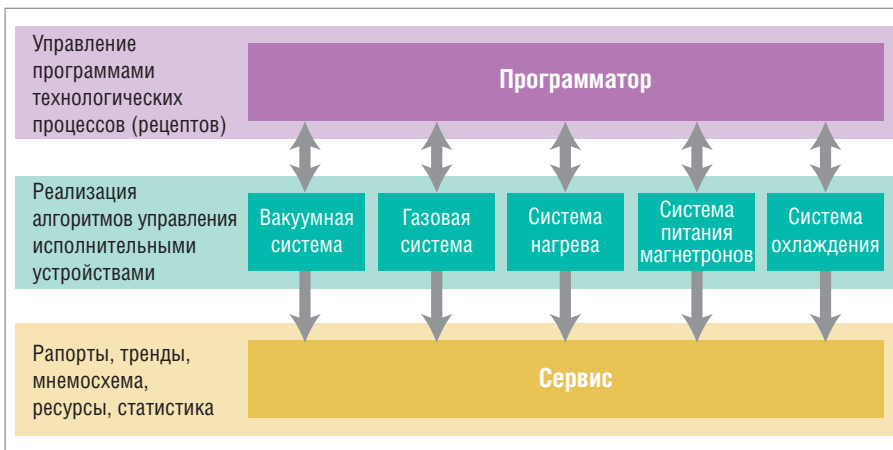 Управление
программами
технологических
процессов (рецептов)
Программатор
Реализация
алгоритмов управления
исполнительными
устройствами
Вакуумная
система
Газовая
система
Система
нагрева
Система
питания
магнетронов
Система
охлаждения
Рапорты, тренды,
мнемосхема,
ресурсы, статистика
Сервис